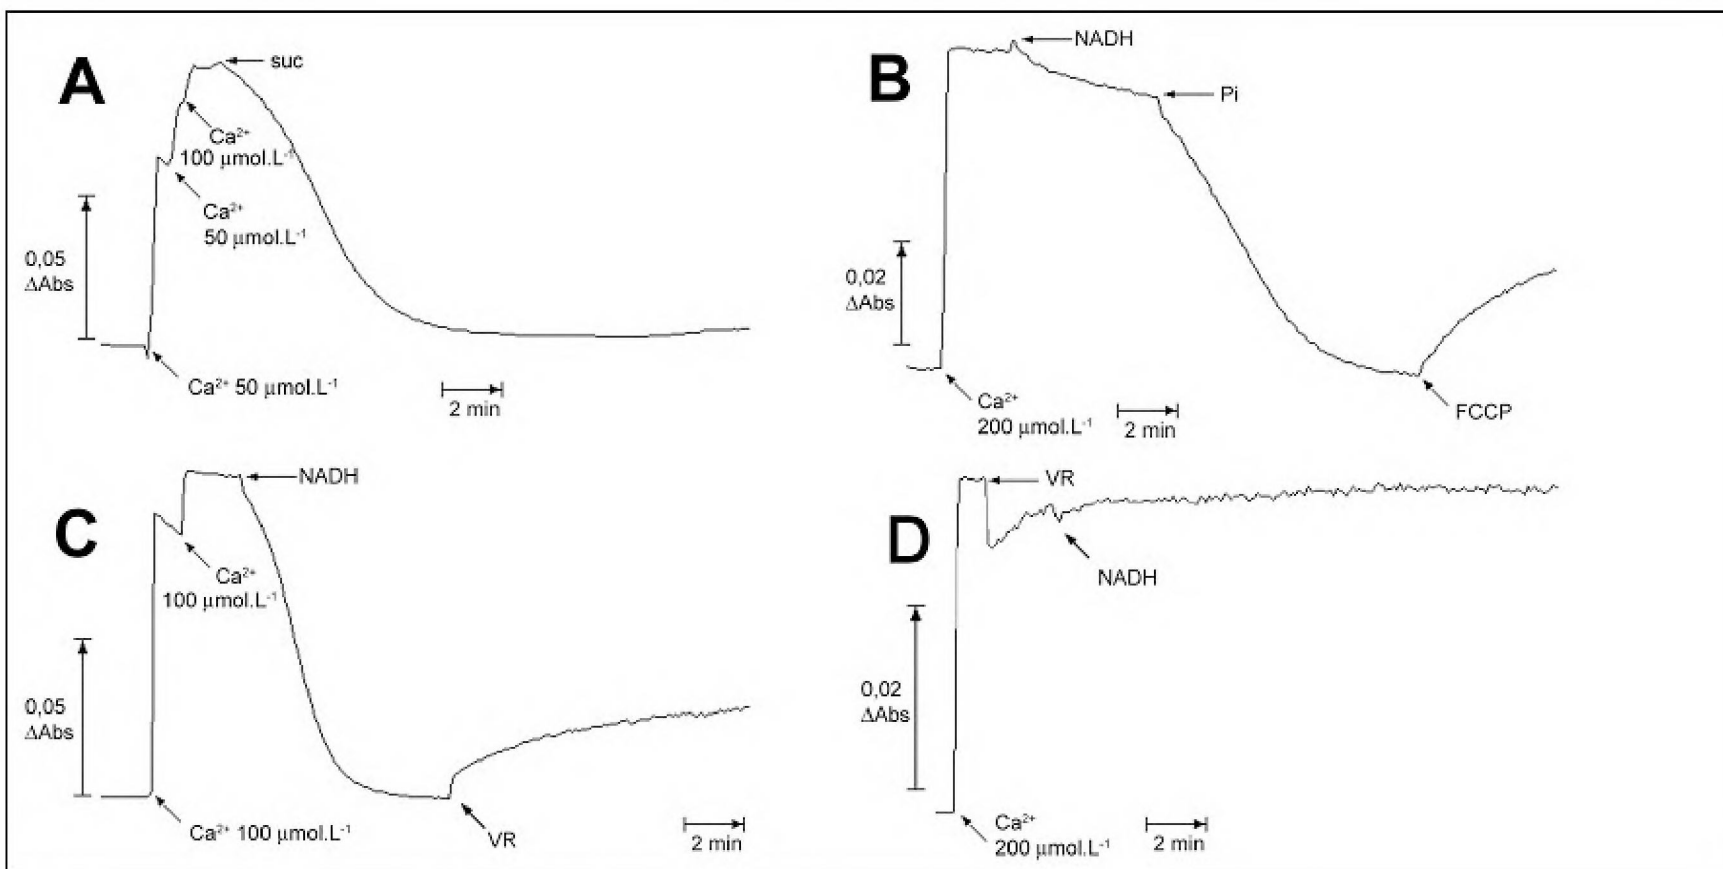 A
suc
Ca²⁺
100 µmol.L⁻¹
Ca²⁺
50 µmol.L⁻¹
0,05
ΔAbs
Ca²⁺ 50 µmol.L⁻¹
2 min
B
NADH
Pi
0,02
ΔAbs
Ca²⁺
200 µmol.L⁻¹
2 min
FCCP
C
NADH
Ca²⁺
100 µmol.L⁻¹
0,05
ΔAbs
Ca²⁺ 100 µmol.L⁻¹
VR
2 min
D
VR
NADH
0,02
ΔAbs
Ca²⁺
200 µmol.L⁻¹
2 min